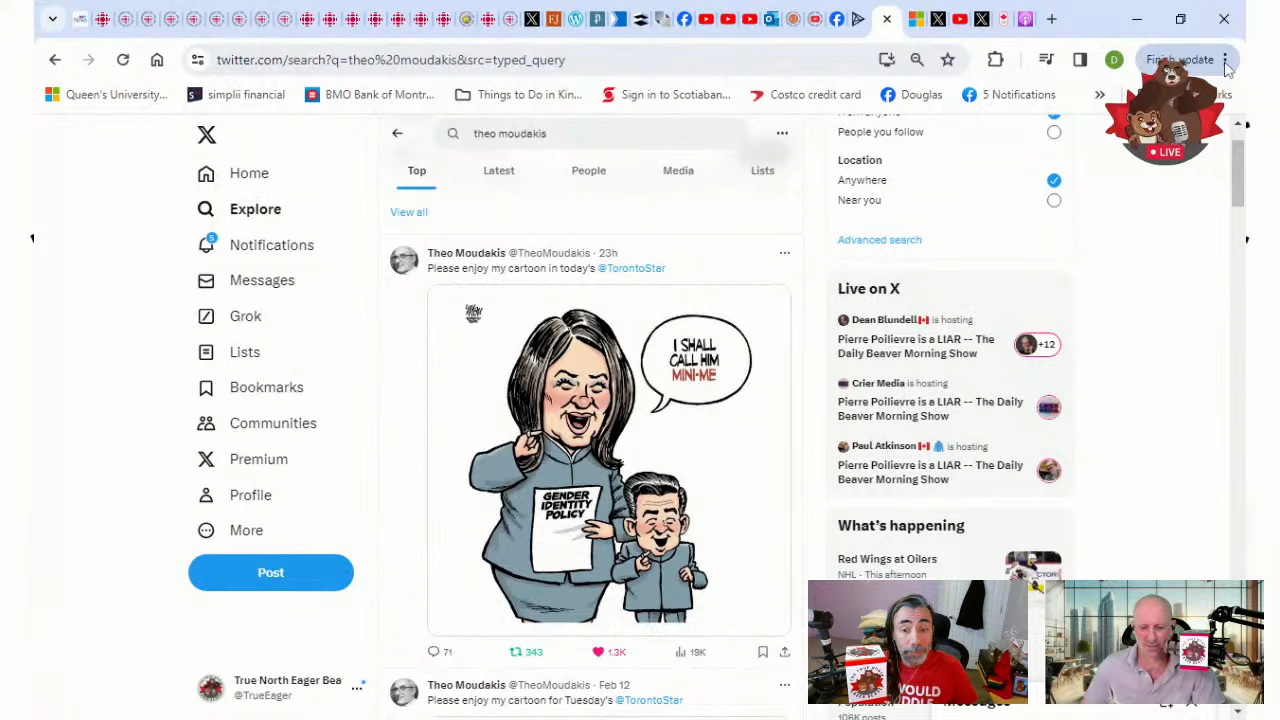 twitter.com/search?q=theo%20moudakis&src=typed_query
D
Finish update
Queen's University...
simplii financial
BMO Bank of Montr...
Things to Do in Kin...
Sign in to Scotiaban...
Costco credit card
Douglas
5 Notifications
»
LIVE
theo moudakis
Top
Latest
People
Media
Lists
View all
Home
Explore
5
Notifications
Messages
Grok
Lists
Bookmarks
Communities
Premium
Profile
More
Post
True North Eager Bea
@TrueEager
Theo Moudakis @TheoMoudakis · 23h
Please enjoy my cartoon in today's @TorontoStar
I SHALL
CALL HIM
MINI-ME
GENDER
IDENTITY
POLICY
71
343
1.3K
19K
Theo Moudakis @TheoMoudakis · Feb 12
Please enjoy my cartoon for Tuesday's @TorontoStar
People you follow
Location
Anywhere
Near you
Advanced search
Live on X
Dean Blundell is hosting
Pierre Poilievre is a LIAR -- The
Daily Beaver Morning Show
+12
Crier Media is hosting
Pierre Poilievre is a LIAR -- The Daily
Beaver Morning Show
Paul Atkinson is hosting
Pierre Poilievre is a LIAR -- The Daily
Beaver Morning Show
What's happening
Red Wings at Oilers
NHL · This afternoon
WOULD